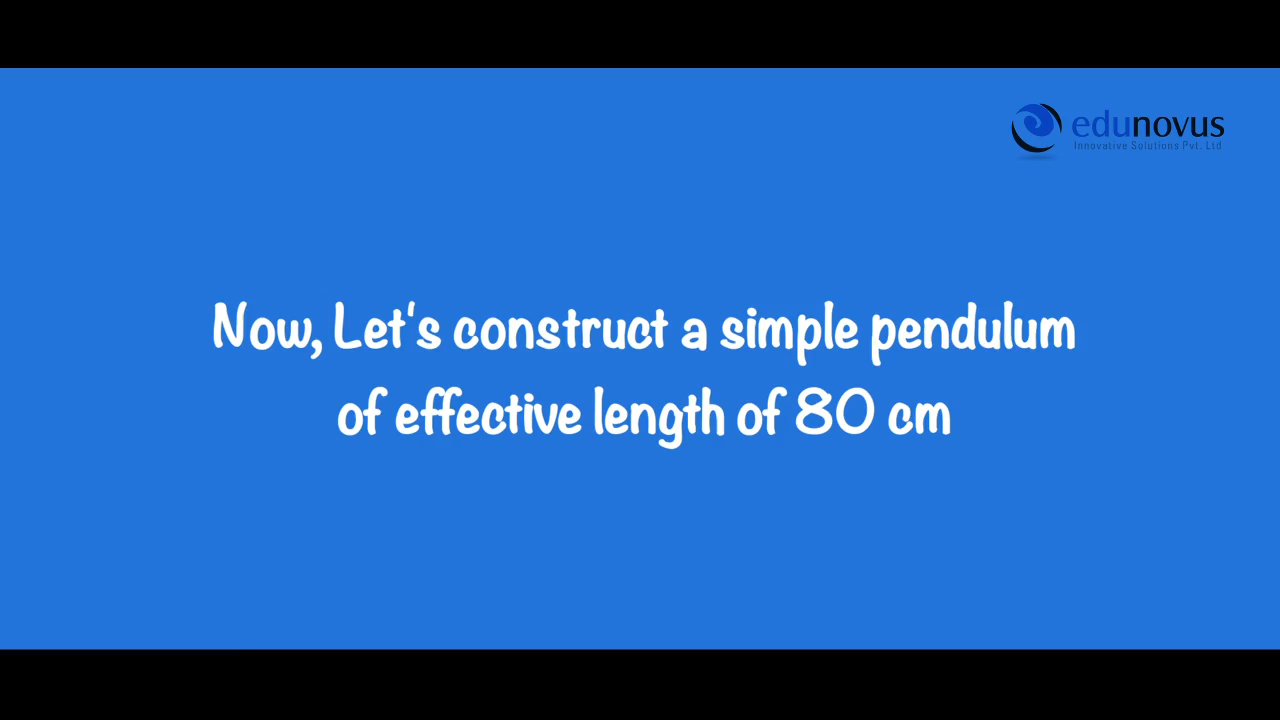 edunovus
Innovative Solutions Pvt. Ltd
Now, Let's construct a simple pendulum
of effective length of 80 cm